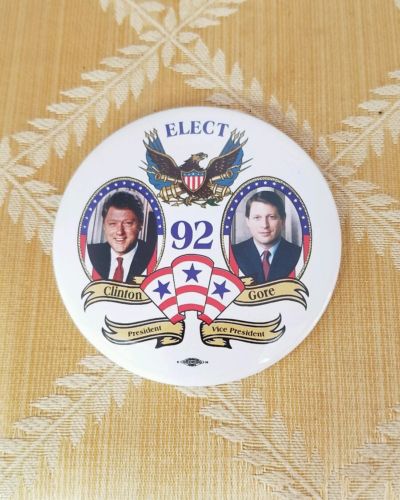 ELECT
92
Clinton
Gore
President
Vice President